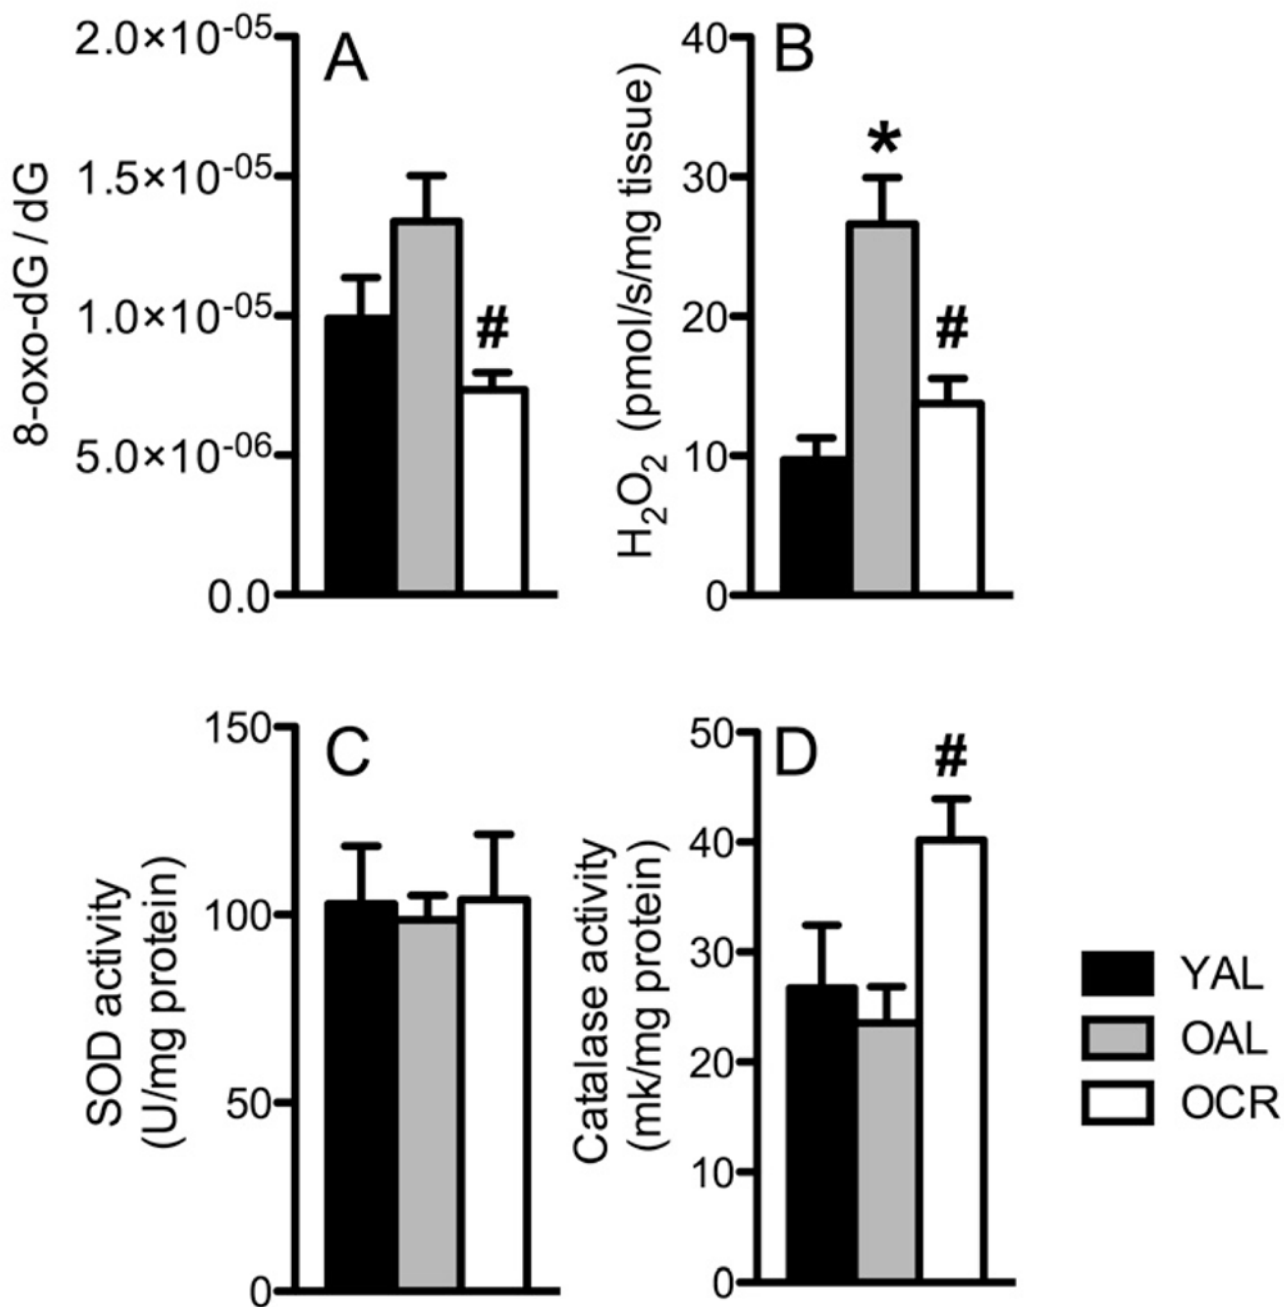 A
8-oxo-dG / dG
2.0×10⁻⁰⁵
1.5×10⁻⁰⁵
1.0×10⁻⁰⁵
5.0×10⁻⁰⁶
0.0
#
B
H₂O₂ (pmol/s/mg tissue)
40
30
20
10
0
*
#
C
SOD activity
(U/mg protein)
150
100
50
0
D
Catalase activity
(mk/mg protein)
50
40
30
20
10
0
#
YAL
OAL
OCR